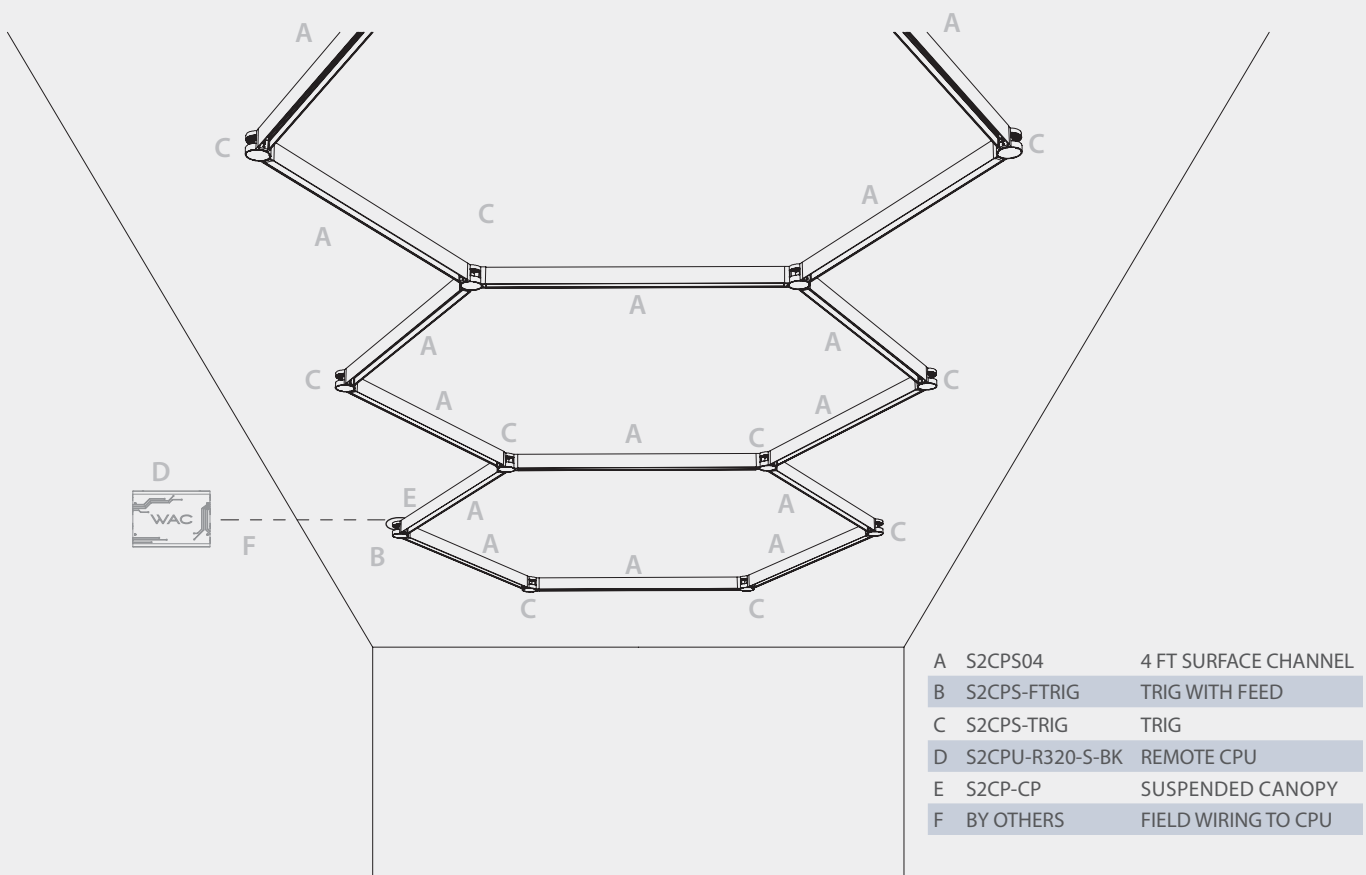 A
A
C
C
A
C
A
A
A
A
C
C
A
A
C
A
C
D
E
A
A
WAC
F
B
A
A
C
A
C
C
A S2CPS04 4 FT SURFACE CHANNEL
B S2CPS-FTRIG TRIG WITH FEED
C S2CPS-TRIG TRIG
D S2CPU-R320-S-BK REMOTE CPU
E S2CP-CP SUSPENDED CANOPY
F BY OTHERS FIELD WIRING TO CPU